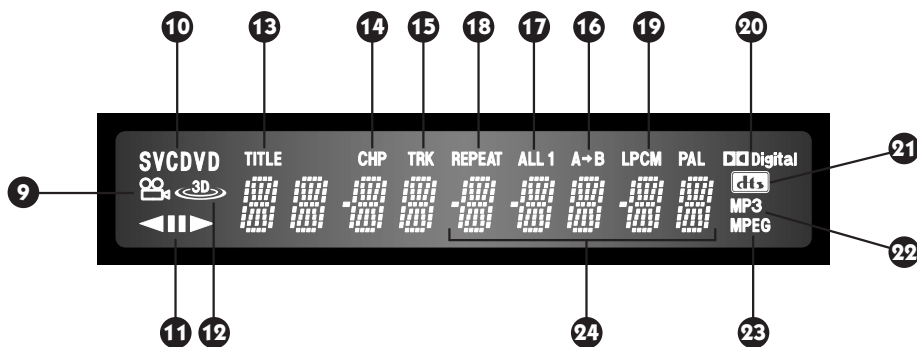 10 13 14 15 18 17 16 19 20
SVCDVD TITLE CHP TRK REPEAT ALL 1 A→B LPCM PAL DD Digital
21
dts
9 3D
MP3
MPEG
22
11 12 24 23